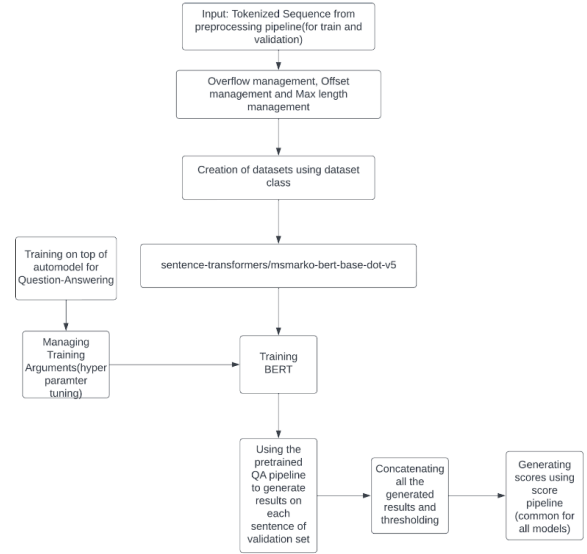 Input: Tokenized Sequence from
preprocessing pipeline(for train and
validation)
Overflow management, Offset
management and Max length
management
Creation of datasets using dataset
class
sentence-transformers/msmarko-bert-base-dot-v5
Training on top of
automodel for
Question-Answering
Managing
Training
Arguments(hyper
paramter
tuning)
Training
BERT
Using the
pretrained
QA pipeline
to generate
results on
each
sentence of
validation set
Concatenating
all the
generated
results and
thresholding
Generating
scores using
score
pipeline
(common for
all models)